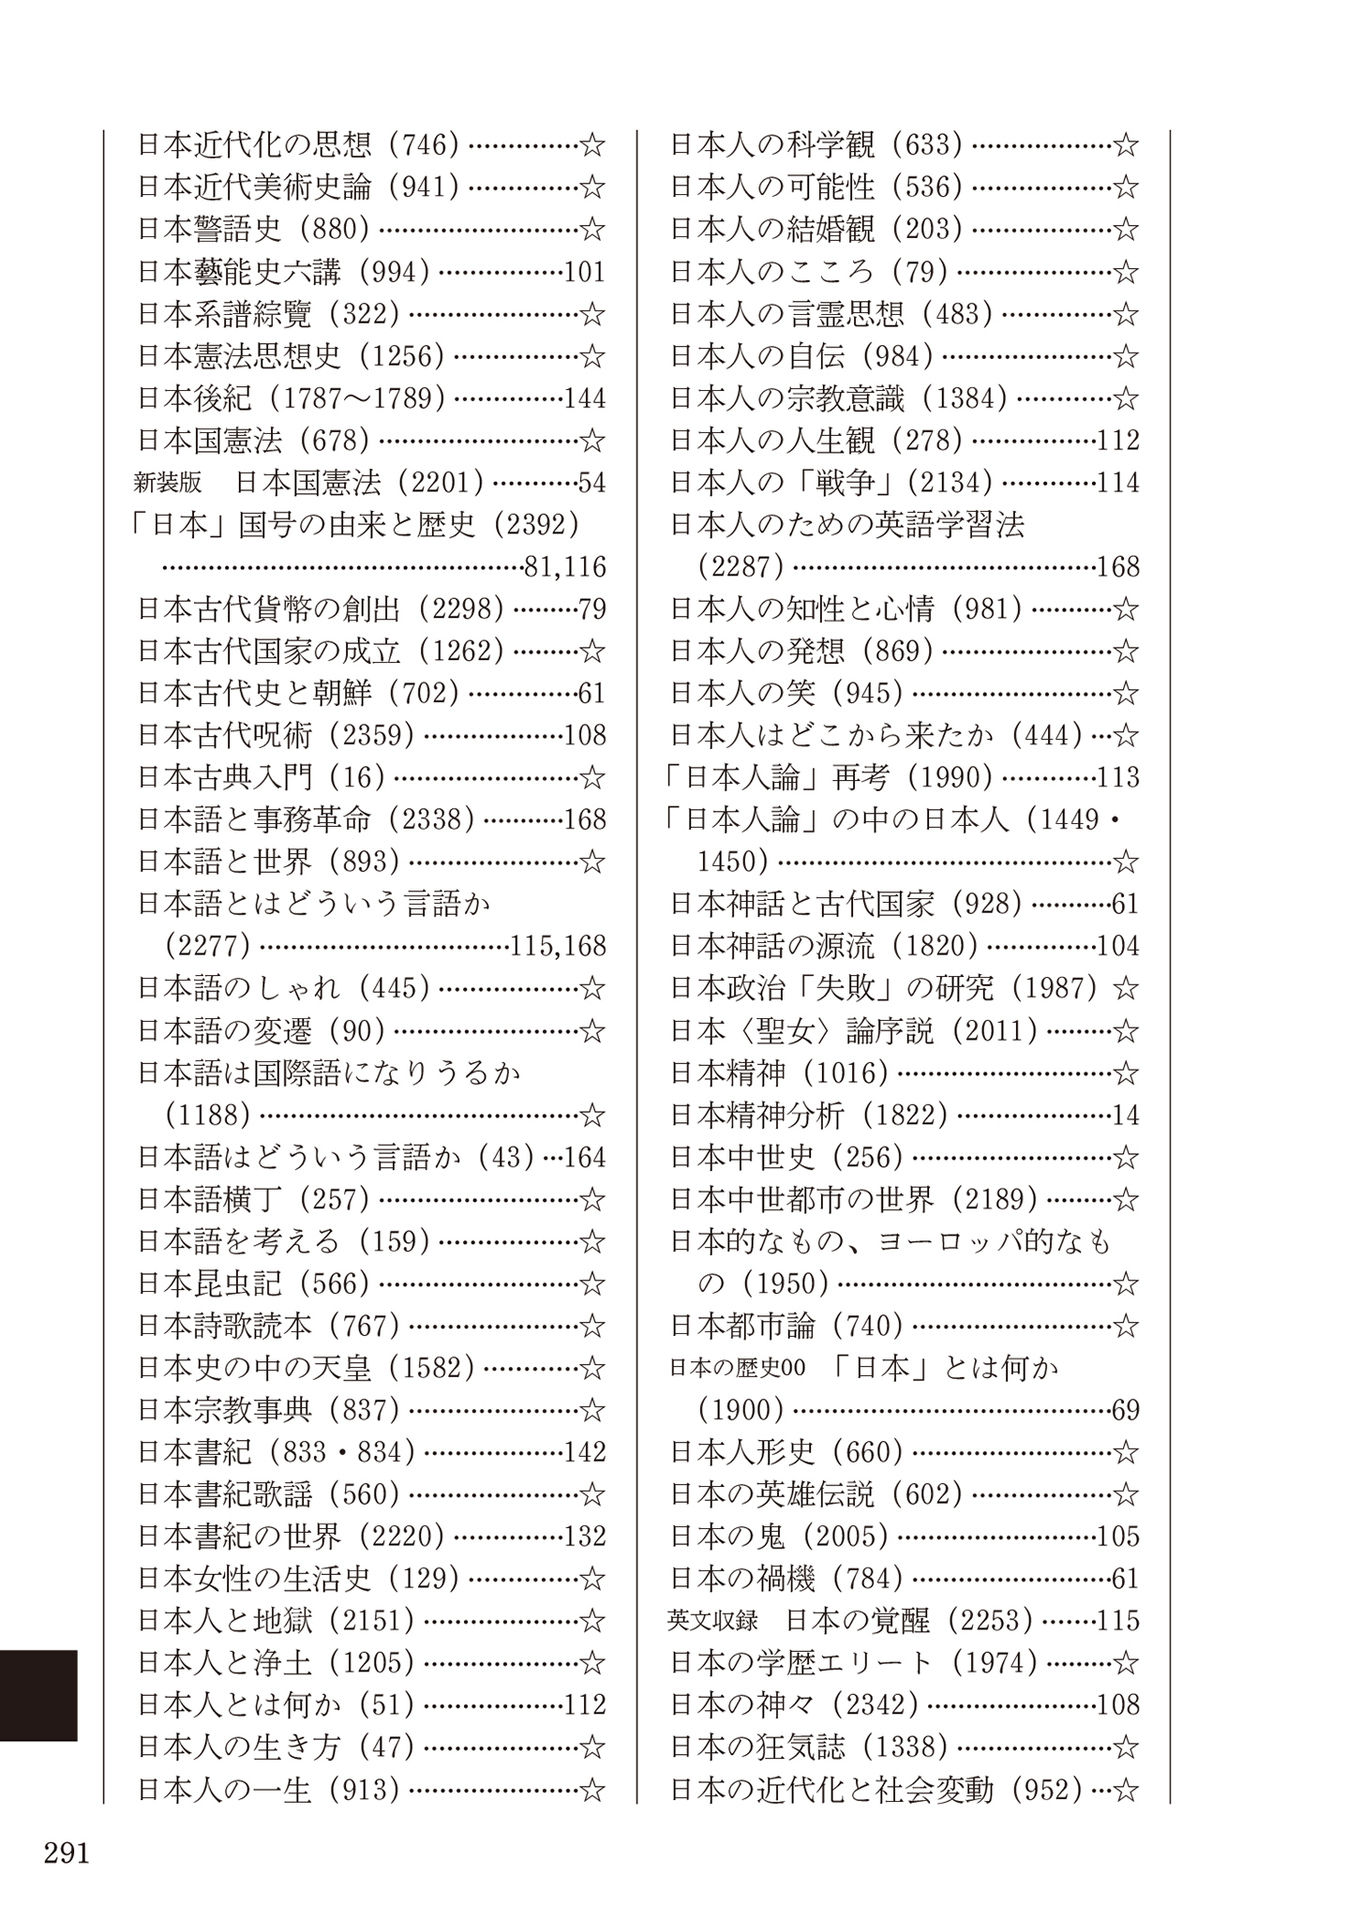 日本近代化の思想（746）……………☆
日本近代美術史論（941）……………☆
日本警語史（880）………………………☆
日本藝能史六講（994）………………101
日本系譜綜覽（322）……………………☆
日本憲法思想史（1256）………………☆
日本後紀（1787〜1789）……………144
日本国憲法（678）………………………☆
新装版　日本国憲法（2201）…………54
「日本」国号の由来と歴史（2392）
……………………………………………81,116
日本古代貨幣の創出（2298）………79
日本古代国家の成立（1262）………☆
日本古代史と朝鮮（702）……………61
日本古代呪術（2359）………………108
日本古典入門（16）……………………☆
日本語と事務革命（2338）…………168
日本語と世界（893）……………………☆
日本語とはどういう言語か
（2277）……………………………115,168
日本語のしゃれ（445）………………☆
日本語の変遷（90）……………………☆
日本語は国際語になりうるか
（1188）……………………………………☆
日本語はどういう言語か（43）…164
日本語横丁（257）………………………☆
日本語を考える（159）………………☆
日本昆虫記（566）………………………☆
日本詩歌読本（767）……………………☆
日本史の中の天皇（1582）…………☆
日本宗教事典（837）……………………☆
日本書紀（833・834）………………142
日本書紀歌謡（560）……………………☆
日本書紀の世界（2220）……………132
日本女性の生活史（129）……………☆
日本人と地獄（2151）…………………☆
日本人と浄土（1205）…………………☆
日本人とは何か（51）………………112
日本人の生き方（47）…………………☆
日本人の一生（913）……………………☆
日本人の科学観（633）………………☆
日本人の可能性（536）………………☆
日本人の結婚観（203）………………☆
日本人のこころ（79）…………………☆
日本人の言霊思想（483）……………☆
日本人の自伝（984）……………………☆
日本人の宗教意識（1384）…………☆
日本人の人生観（278）………………112
日本人の「戦争」（2134）…………114
日本人のための英語学習法
（2287）…………………………………168
日本人の知性と心情（981）…………☆
日本人の発想（869）……………………☆
日本人の笑（945）………………………☆
日本人はどこから来たか（444）…☆
「日本人論」再考（1990）…………113
「日本人論」の中の日本人（1449・
1450）………………………………………☆
日本神話と古代国家（928）…………61
日本神話の源流（1820）……………104
日本政治「失敗」の研究（1987）☆
日本〈聖女〉論序説（2011）………☆
日本精神（1016）………………………☆
日本精神分析（1822）…………………14
日本中世史（256）………………………☆
日本中世都市の世界（2189）………☆
日本的なもの、ヨーロッパ的なも
の（1950）………………………………☆
日本都市論（740）………………………☆
日本の歴史00　「日本」とは何か
（1900）……………………………………69
日本人形史（660）………………………☆
日本の英雄伝説（602）………………☆
日本の鬼（2005）………………………105
日本の禍機（784）………………………61
英文収録　日本の覚醒（2253）……115
日本の学歴エリート（1974）………☆
日本の神々（2342）…………………108
日本の狂気誌（1338）…………………☆
日本の近代化と社会変動（952）…☆
291